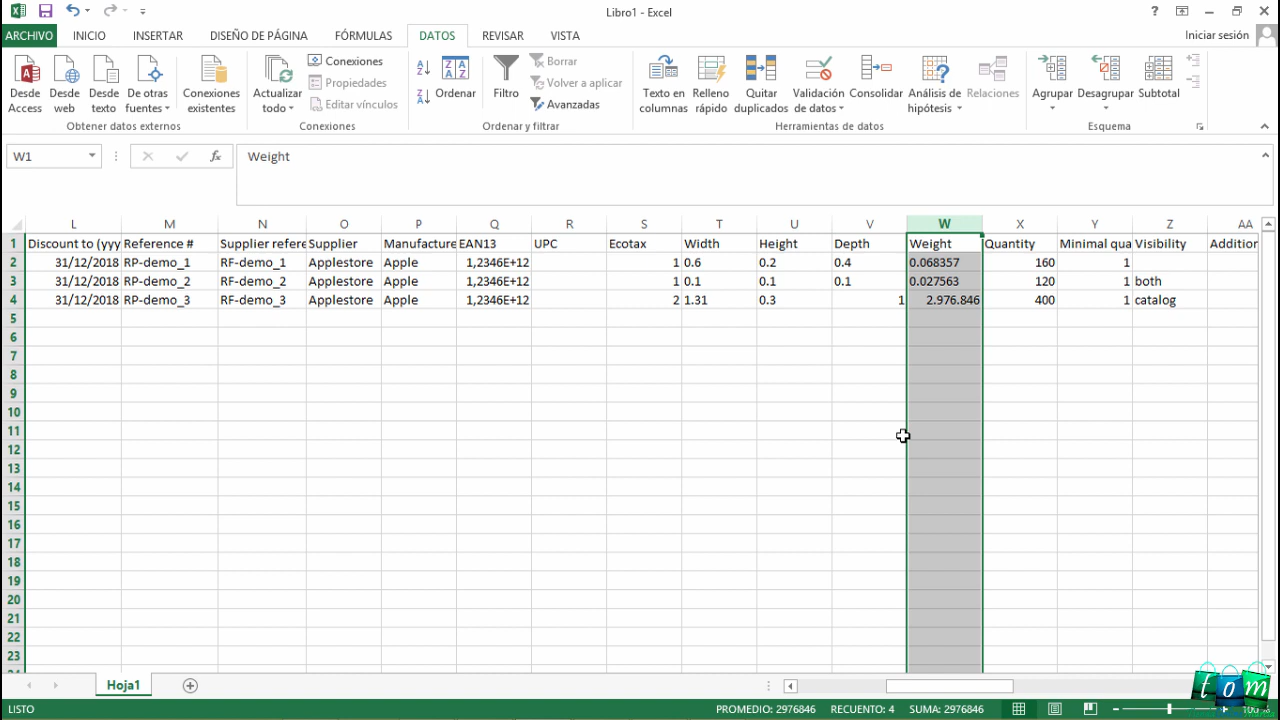 Libro1 - Excel
ARCHIVO INICIO INSERTAR DISEÑO DE PÁGINA FÓRMULAS DATOS REVISAR VISTA Iniciar sesión
Desde Access
Desde web
Desde texto
De otras fuentes
Conexiones existentes
Obtener datos externos
Actualizar todo
Conexiones
Propiedades
Editar vínculos
Conexiones
Ordenar
Filtro
Borrar
Volver a aplicar
Avanzadas
Ordenar y filtrar
Texto en columnas
Relleno rápido
Quitar duplicados
Validación de datos
Consolidar
Análisis de hipótesis
Relaciones
Herramientas de datos
Agrupar
Desagrupar
Subtotal
Esquema
W1 fx Weight
L M N O P Q R S T U V W X Y Z AA
1 Discount to (yyy Reference # Supplier refere Supplier Manufacture EAN13 UPC Ecotax Width Height Depth Weight Quantity Minimal qua Visibility Addition
2 31/12/2018 RP-demo_1 RF-demo_1 Applestore Apple 1,2346E+12 1 0.6 0.2 0.4 0.068357 160 1
3 31/12/2018 RP-demo_2 RF-demo_2 Applestore Apple 1,2346E+12 1 0.1 0.1 0.1 0.027563 120 1 both
4 31/12/2018 RP-demo_3 RF-demo_3 Applestore Apple 1,2346E+12 2 1.31 0.3 1 2.976.846 400 1 catalog
5
6
7
8
9
10
11
12
13
14
15
16
17
18
19
20
21
22
23
Hoja1
LISTO PROMEDIO: 2976846 RECUENTO: 4 SUMA: 2976846 100 %
tom